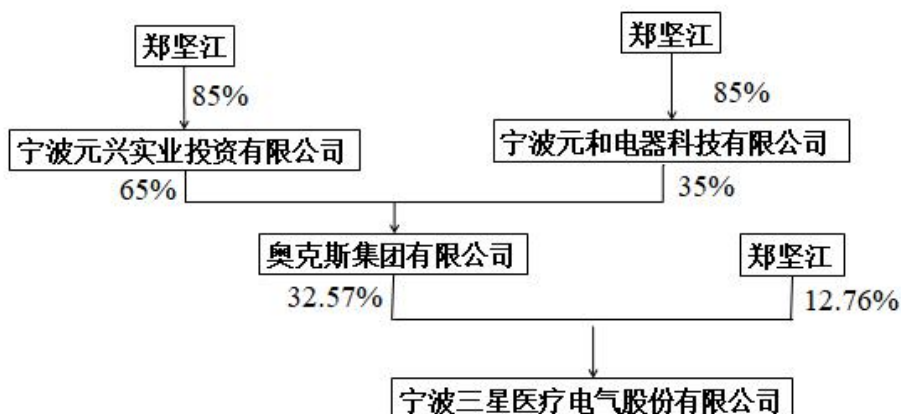 郑坚江
郑坚江
85%
85%
宁波元兴实业投资有限公司
宁波元和电器科技有限公司
65%
35%
奥克斯集团有限公司
郑坚江
32.57%
12.76%
宁波三星医疗电气股份有限公司